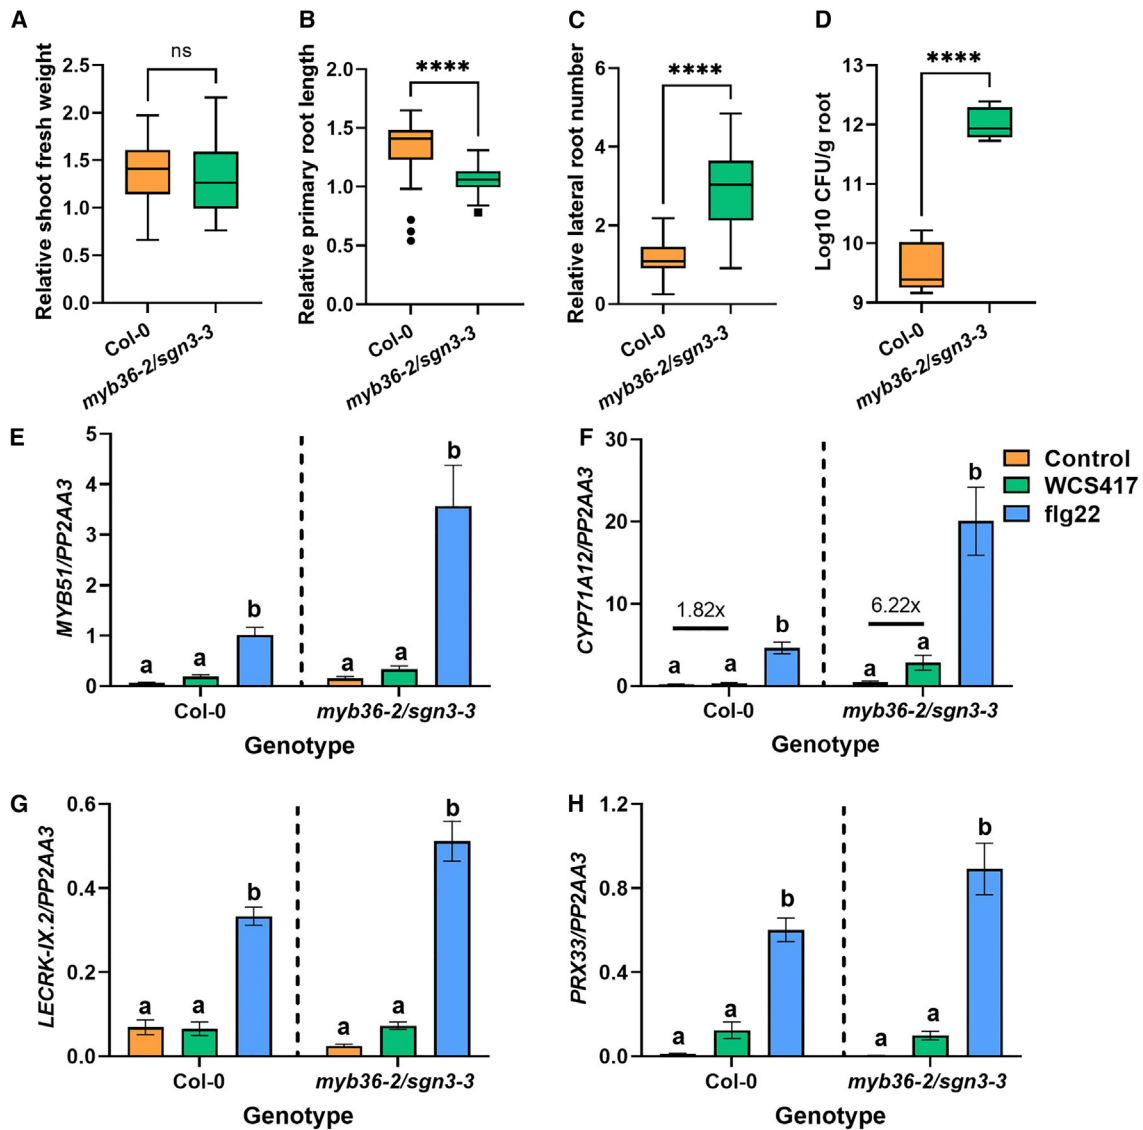 A
Relative shoot fresh weight
2.5
2.0
1.5
1.0
0.5
0.0
ns
Col-0
myb36-2/sgn3-3
B
Relative primary root length
2.0
1.5
1.0
0.5
0.0
****
Col-0
myb36-2/sgn3-3
C
Relative lateral root number
6
4
2
0
****
Col-0
myb36-2/sgn3-3
D
Log10 CFU/g root
13
12
11
10
9
****
Col-0
myb36-2/sgn3-3
E
MYB51/PP2AA3
5
4
3
2
1
0
a
a
b
a
a
b
Col-0
myb36-2/sgn3-3
Genotype
F
CYP71A12/PP2AA3
30
20
10
0
1.82x
a
a
b
6.22x
a
a
b
Col-0
myb36-2/sgn3-3
Genotype
Control
WCS417
flg22
G
LECRK-IX.2/PP2AA3
0.6
0.4
0.2
0.0
a
a
b
a
a
b
Col-0
myb36-2/sgn3-3
Genotype
H
PRX33/PP2AA3
1.2
0.8
0.4
0.0
a
a
b
a
a
b
Col-0
myb36-2/sgn3-3
Genotype